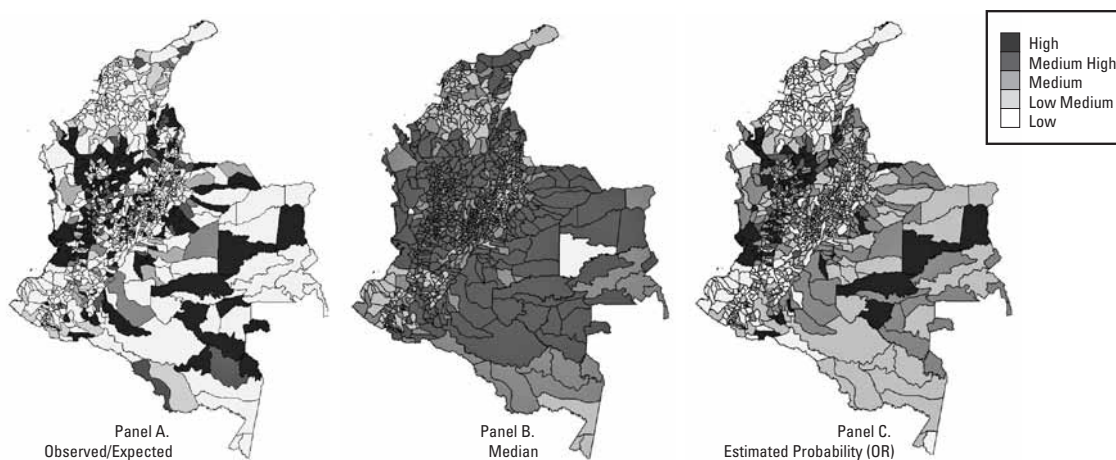 High
Medium High
Medium
Low Medium
Low
Panel A.
Observed/Expected
Panel B.
Median
Panel C.
Estimated Probability (OR)